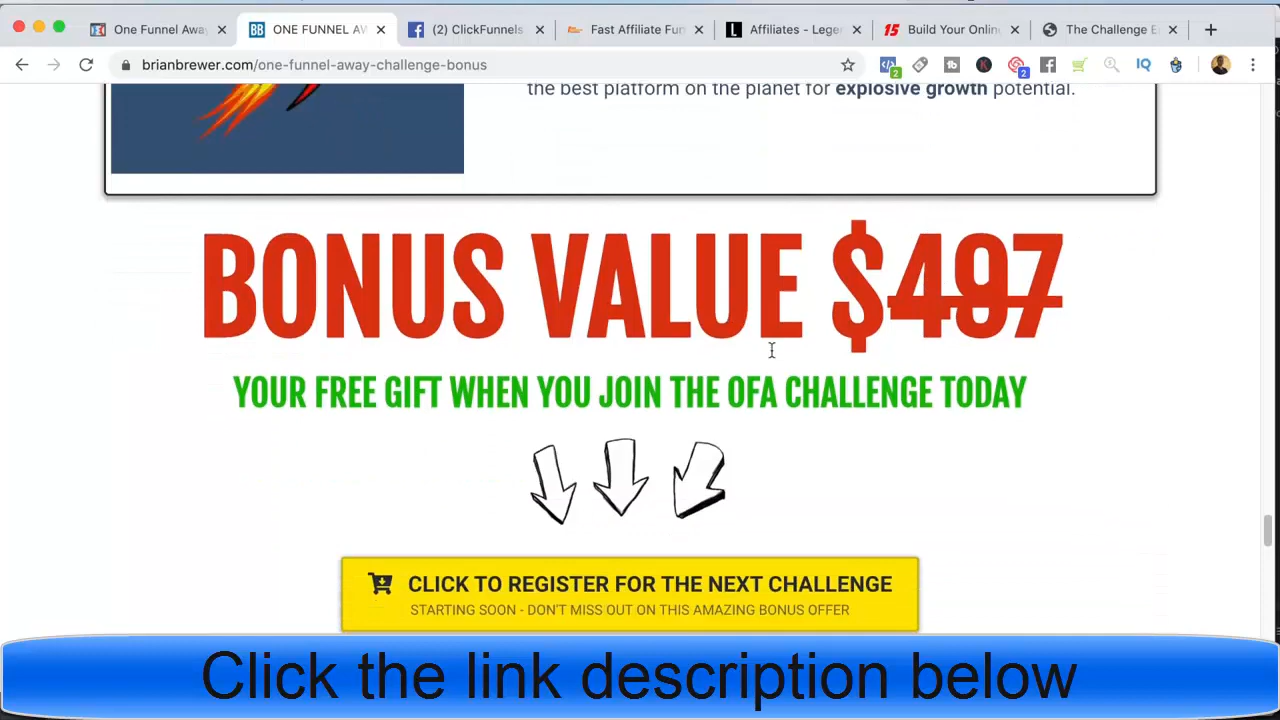 One Funnel Away
ONE FUNNEL AW
(2) ClickFunnels
Fast Affiliate Fun
Affiliates - Leger
Build Your Onlin
The Challenge E
brianbrewer.com/one-funnel-away-challenge-bonus
the best platform on the planet for explosive growth potential.
BONUS VALUE $497
YOUR FREE GIFT WHEN YOU JOIN THE OFA CHALLENGE TODAY
CLICK TO REGISTER FOR THE NEXT CHALLENGE
STARTING SOON - DON'T MISS OUT ON THIS AMAZING BONUS OFFER
Click the link description below